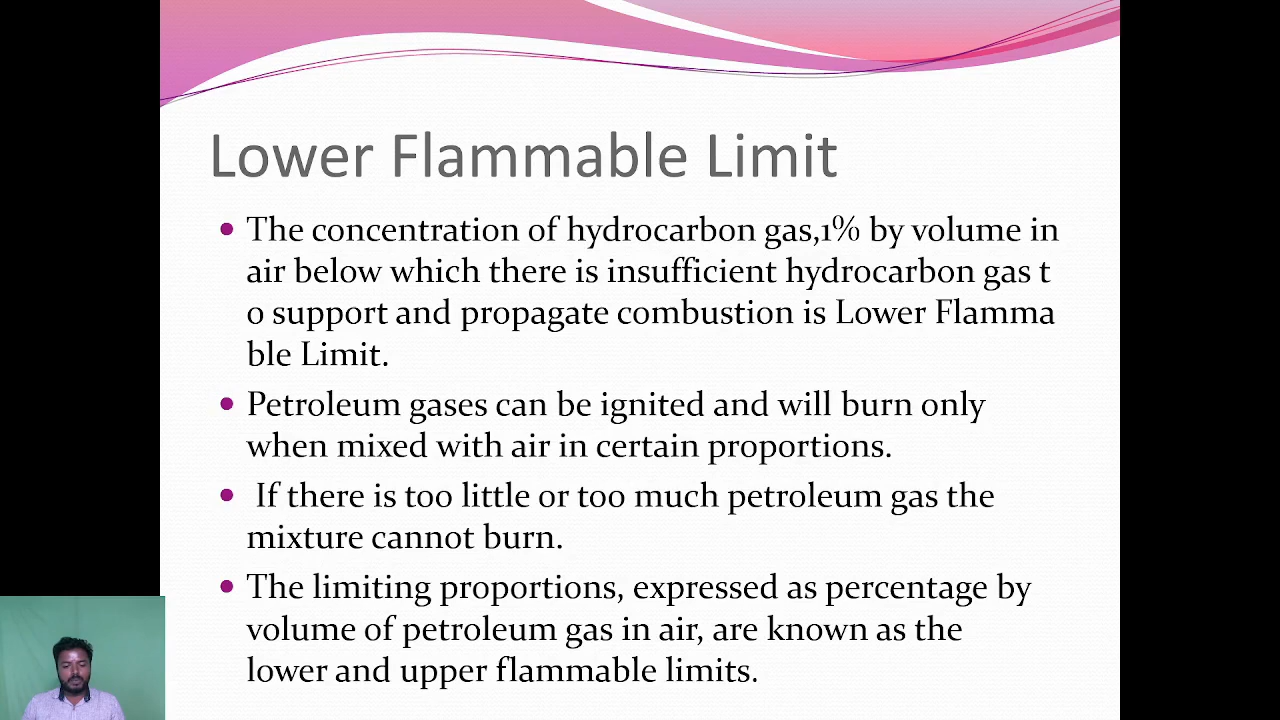 Lower Flammable Limit
The concentration of hydrocarbon gas,1% by volume in
air below which there is insufficient hydrocarbon gas t
o support and propagate combustion is Lower Flamma
ble Limit.
Petroleum gases can be ignited and will burn only
when mixed with air in certain proportions.
If there is too little or too much petroleum gas the
mixture cannot burn.
The limiting proportions, expressed as percentage by
volume of petroleum gas in air, are known as the
lower and upper flammable limits.